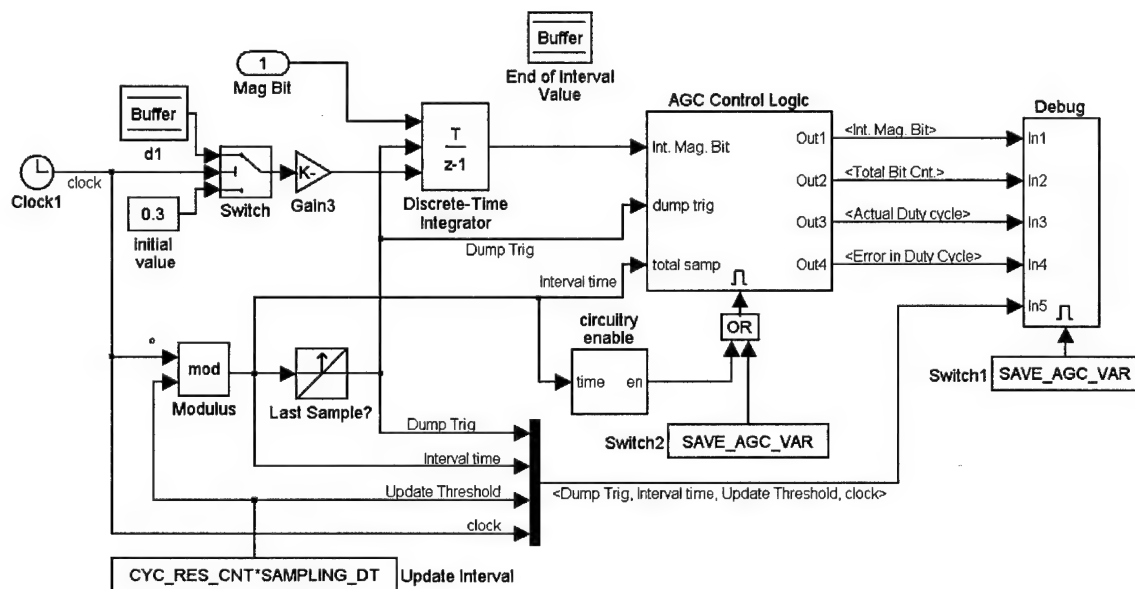 Buffer
End of Interval
Value
1
Mag Bit
AGC Control Logic
Debug
Buffer
d1
T
z-1
Discrete-Time
Integrator
Int. Mag. Bit
dump trig
total samp
Out1
Out2
Out3
Out4
<Int. Mag. Bit>
<Total Bit Cnt.>
<Actual Duty cycle>
<Error in Duty Cycle>
In1
In2
In3
In4
In5
Clock1
clock
Switch
K-
Gain3
0.3
initial
value
Dump Trig
Interval time
circuitry
enable
OR
time en
Switch1 SAVE_AGC_VAR
mod
Modulus
Last Sample?
Switch2 SAVE_AGC_VAR
Dump Trig
Interval time
Update Threshold
clock
<Dump Trig, Interval time, Update Threshold, clock>
CYC_RES_CNT*SAMPLING_DT Update Interval